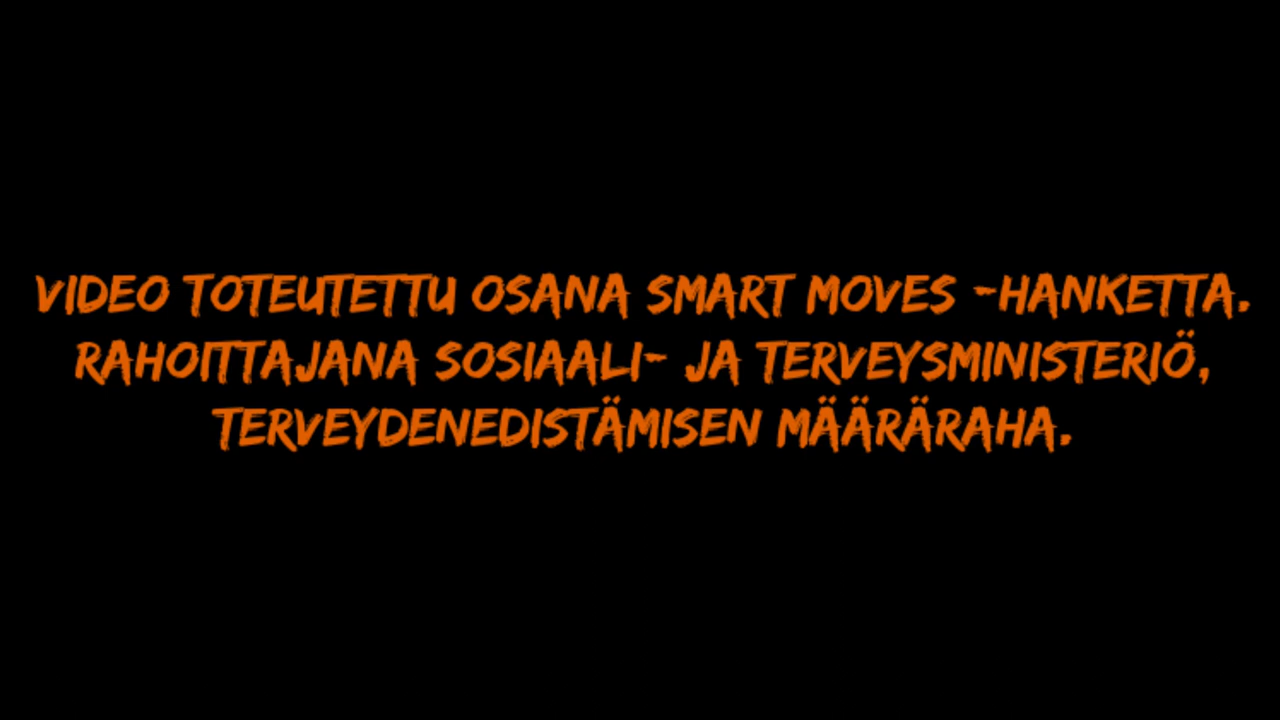 VIDEO TOTEUTETTU OSANA SMART MOVES -HANKETTA.
RAHOITTAJANA SOSIAALI- JA TERVEYSMINISTERIÖ,
TERVEYDENEDISTÄMISEN MÄÄRÄRAHA.